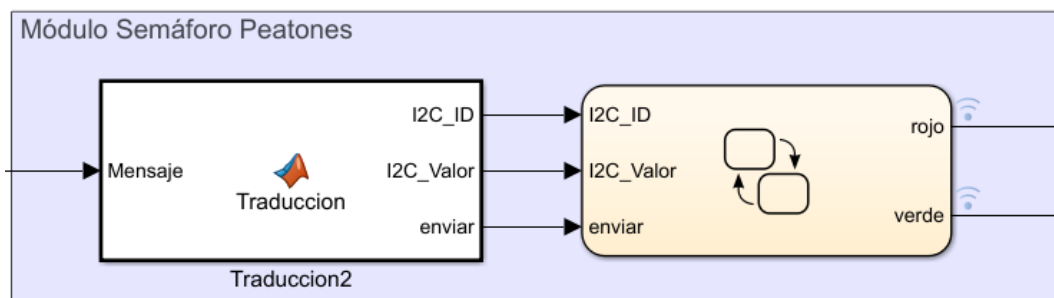 Módulo Semáforo Peatones
Mensaje
Traduccion
I2C_ID
I2C_Valor
enviar
Traduccion2
I2C_ID
I2C_Valor
enviar
rojo
verde